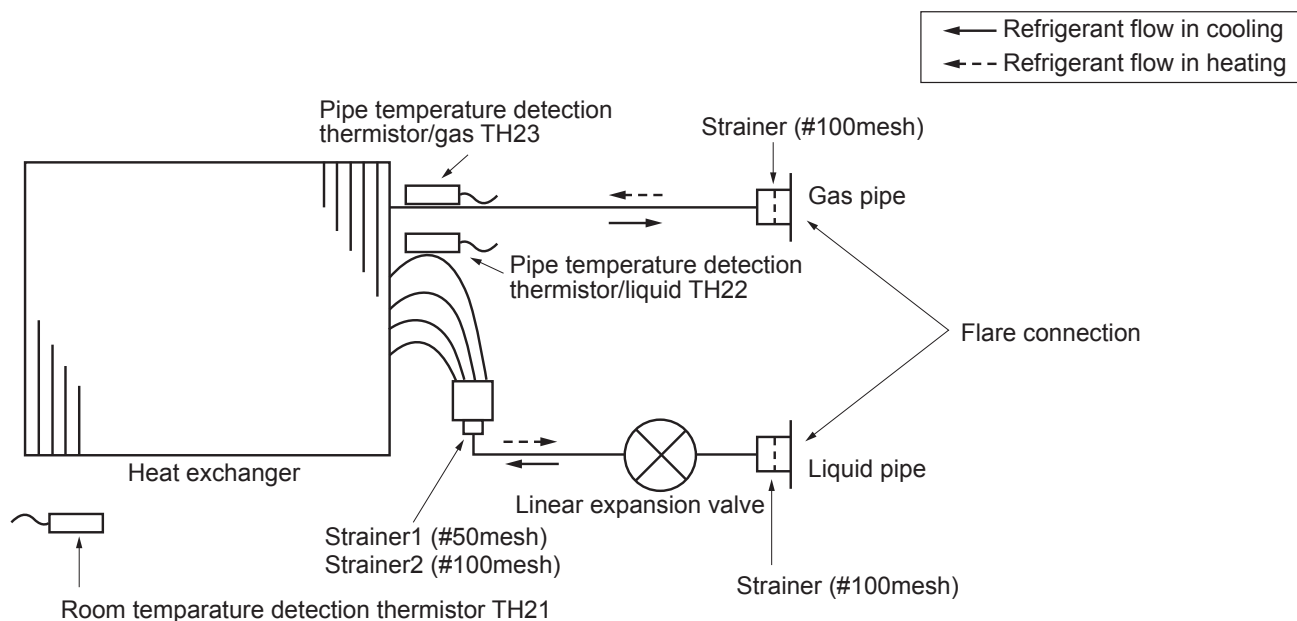 Refrigerant flow in cooling
Refrigerant flow in heating
Pipe temperature detection
thermistor/gas TH23
Strainer (#100mesh)
Gas pipe
Pipe temperature detection
thermistor/liquid TH22
Flare connection
Heat exchanger
Liquid pipe
Linear expansion valve
Strainer1 (#50mesh)
Strainer2 (#100mesh)
Strainer (#100mesh)
Room temparature detection thermistor TH21